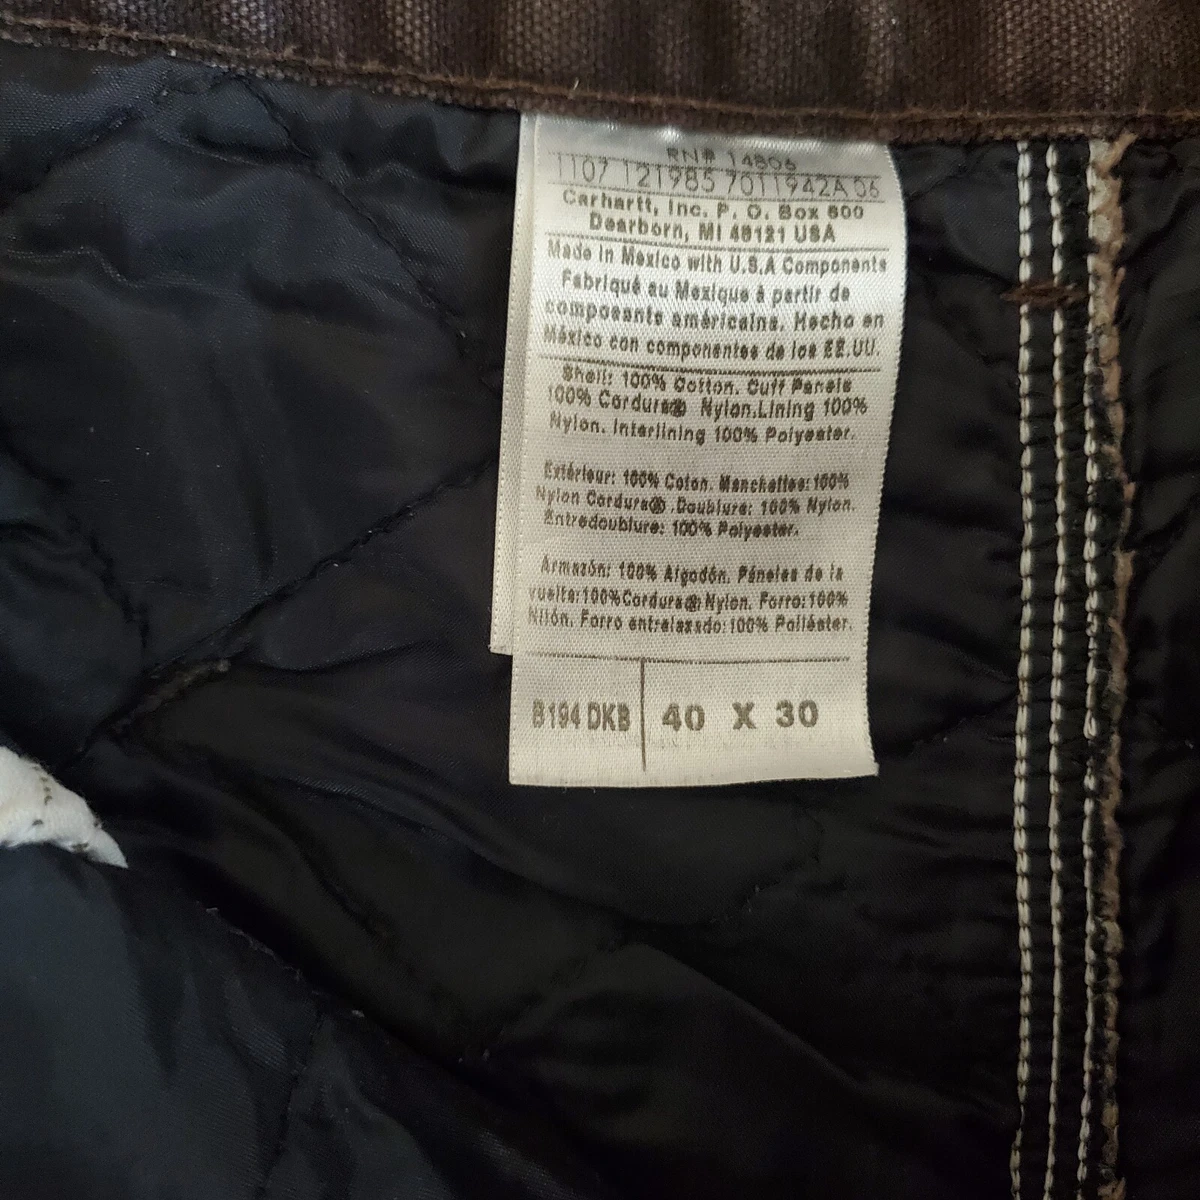 RN# 14806
1107 121985 7011942A 06
Carhartt, Inc. P. O. Box 600
Dearborn, MI 48121 USA
Made in Mexico with U.S.A Components
Fabriqué au Mexique à partir de
composants américains. Hecho en
México con componentes de los EE.UU.
Shell: 100% Cotton. Cuff Panels
100% Cordura® Nylon.Lining 100%
Nylon. Interlining 100% Polyester.
Extérieur: 100% Coton. Manchettes:100%
Nylon Cordura® .Doublure: 100% Nylon.
Entredoublure: 100% Polyester.
Armazón: 100% Algodón. Páneles de la
vuelta:100%Cordura® Nylon. Forro:100%
Nilón. Forro entrelazado:100% Poliéster.
B194 DKB 40 X 30